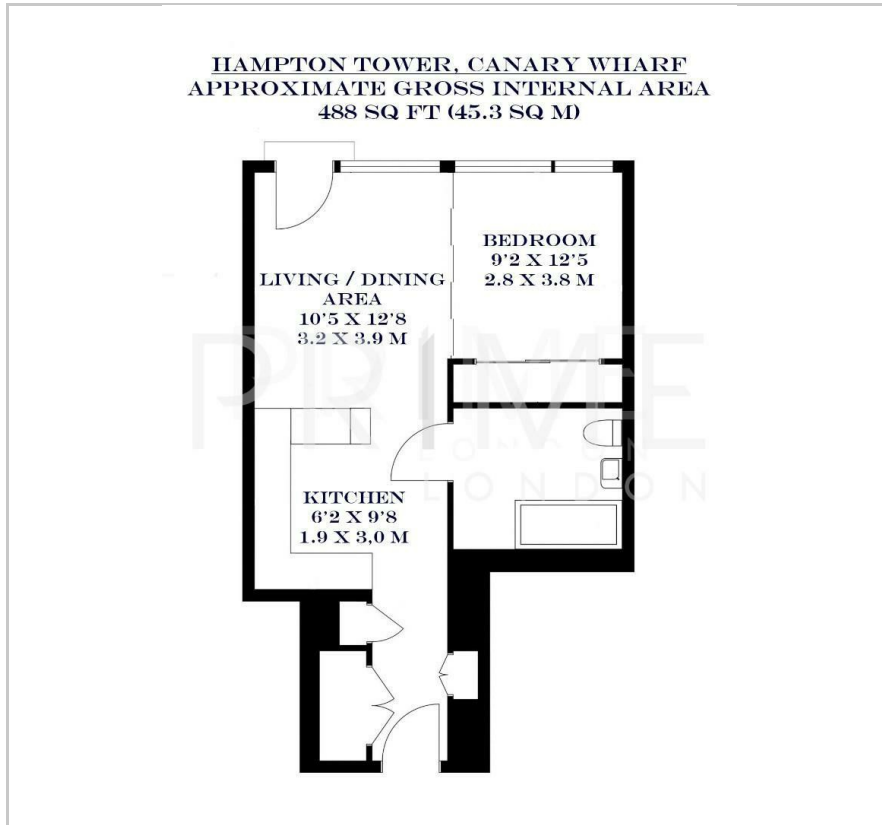 HAMPTON TOWER, CANARY WHARF
APPROXIMATE GROSS INTERNAL AREA
488 SQ FT (45.3 SQ M)
BEDROOM
9'2 X 12'5
2.8 X 3.8 M
LIVING / DINING
AREA
10'5 X 12'8
3.2 X 3.9 M
PRIME
LONDON
KITCHEN
6'2 X 9'8
1.9 X 3,0 M